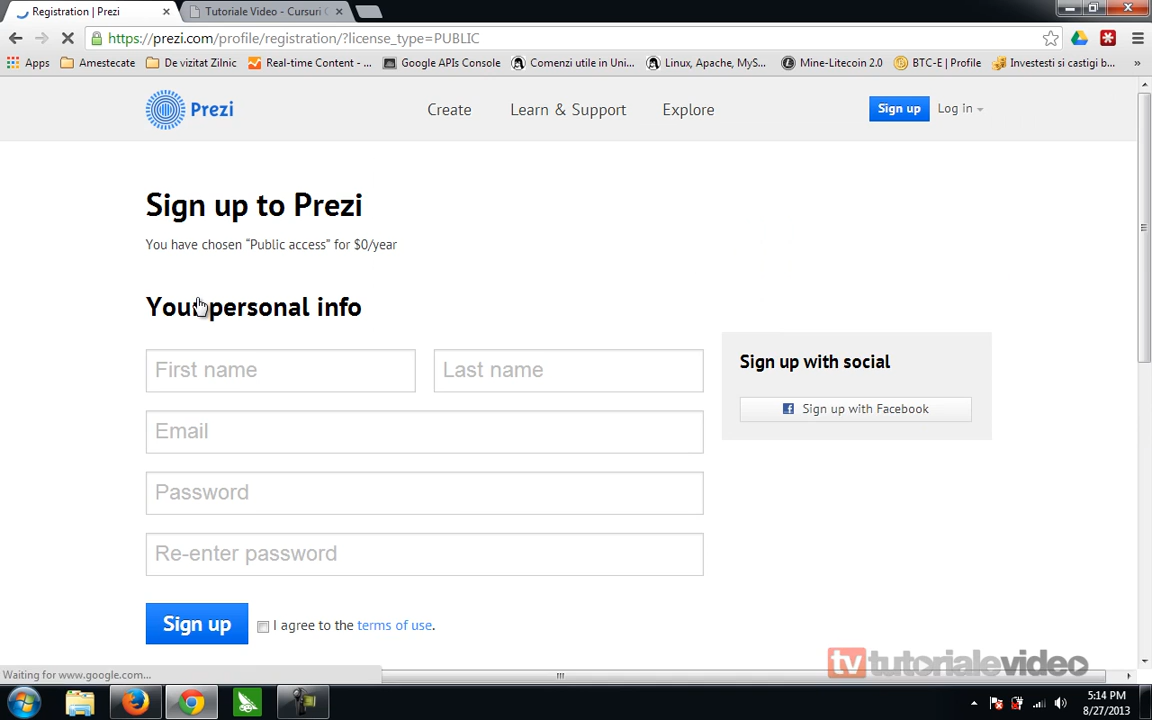 Registration | Prezi
Tutoriale Video - Cursuri
https://prezi.com/profile/registration/?license_type=PUBLIC
Apps
Amestecate
De vizitat Zilnic
Real-time Content - ...
Google APIs Console
Comenzi utile in Un...
Linux, Apache, MyS...
Mine-Litecoin 2.0
BTC-E | Profile
Investesti si castigi b...
»
Prezi
Create
Learn & Support
Explore
Sign up
Log in
Sign up to Prezi
You have chosen “Public access” for $0/year
Your personal info
First name
Last name
Sign up with social
Sign up with Facebook
Email
Password
Re-enter password
Sign up
I agree to the terms of use.
tv tutorialevideo
Waiting for www.google.com...
5:14 PM
8/27/2013